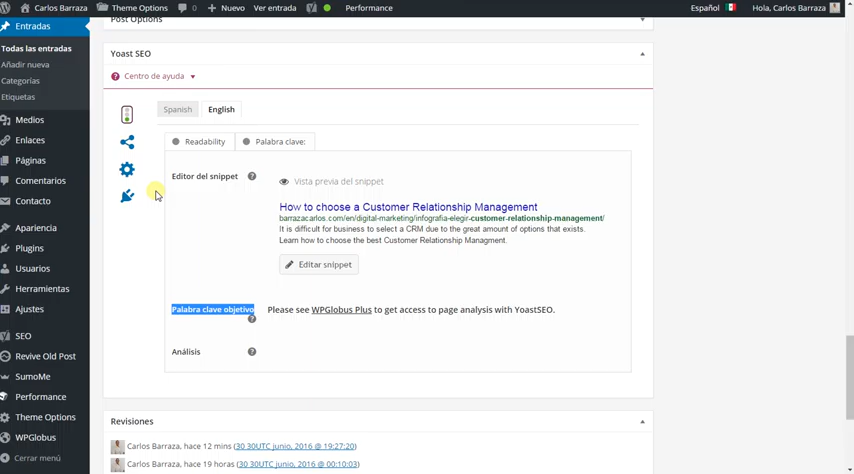 Carlos Barraza Theme Options 0 Nuevo Ver entrada Performance Español Hola, Carlos Barraza
Entradas
Todas las entradas
Añadir nueva
Categorías
Etiquetas
Medios
Enlaces
Páginas
Comentarios
Contacto
Apariencia
Plugins
Usuarios
Herramientas
Ajustes
SEO
Revive Old Post
SumoMe
Performance
Theme Options
WPGlobus
Cerrar menú
Post Options
Yoast SEO
Centro de ayuda
Spanish English
Readability Palabra clave:
Editor del snippet
Vista previa del snippet
How to choose a Customer Relationship Management
barrazacarlos.com/en/digital-marketing/infografia-elegir-customer-relationship-management/
It is difficult for business to select a CRM due to the great amount of options that exists.
Learn how to choose the best Customer Relationship Managment.
Editar snippet
Palabra clave objetivo Please see WPGlobus Plus to get access to page analysis with YoastSEO.
Análisis
Revisiones
Carlos Barraza, hace 12 mins (30 30UTC junio, 2016 @ 19:27:20)
Carlos Barraza, hace 19 horas (30 30UTC junio, 2016 @ 00:10:03)